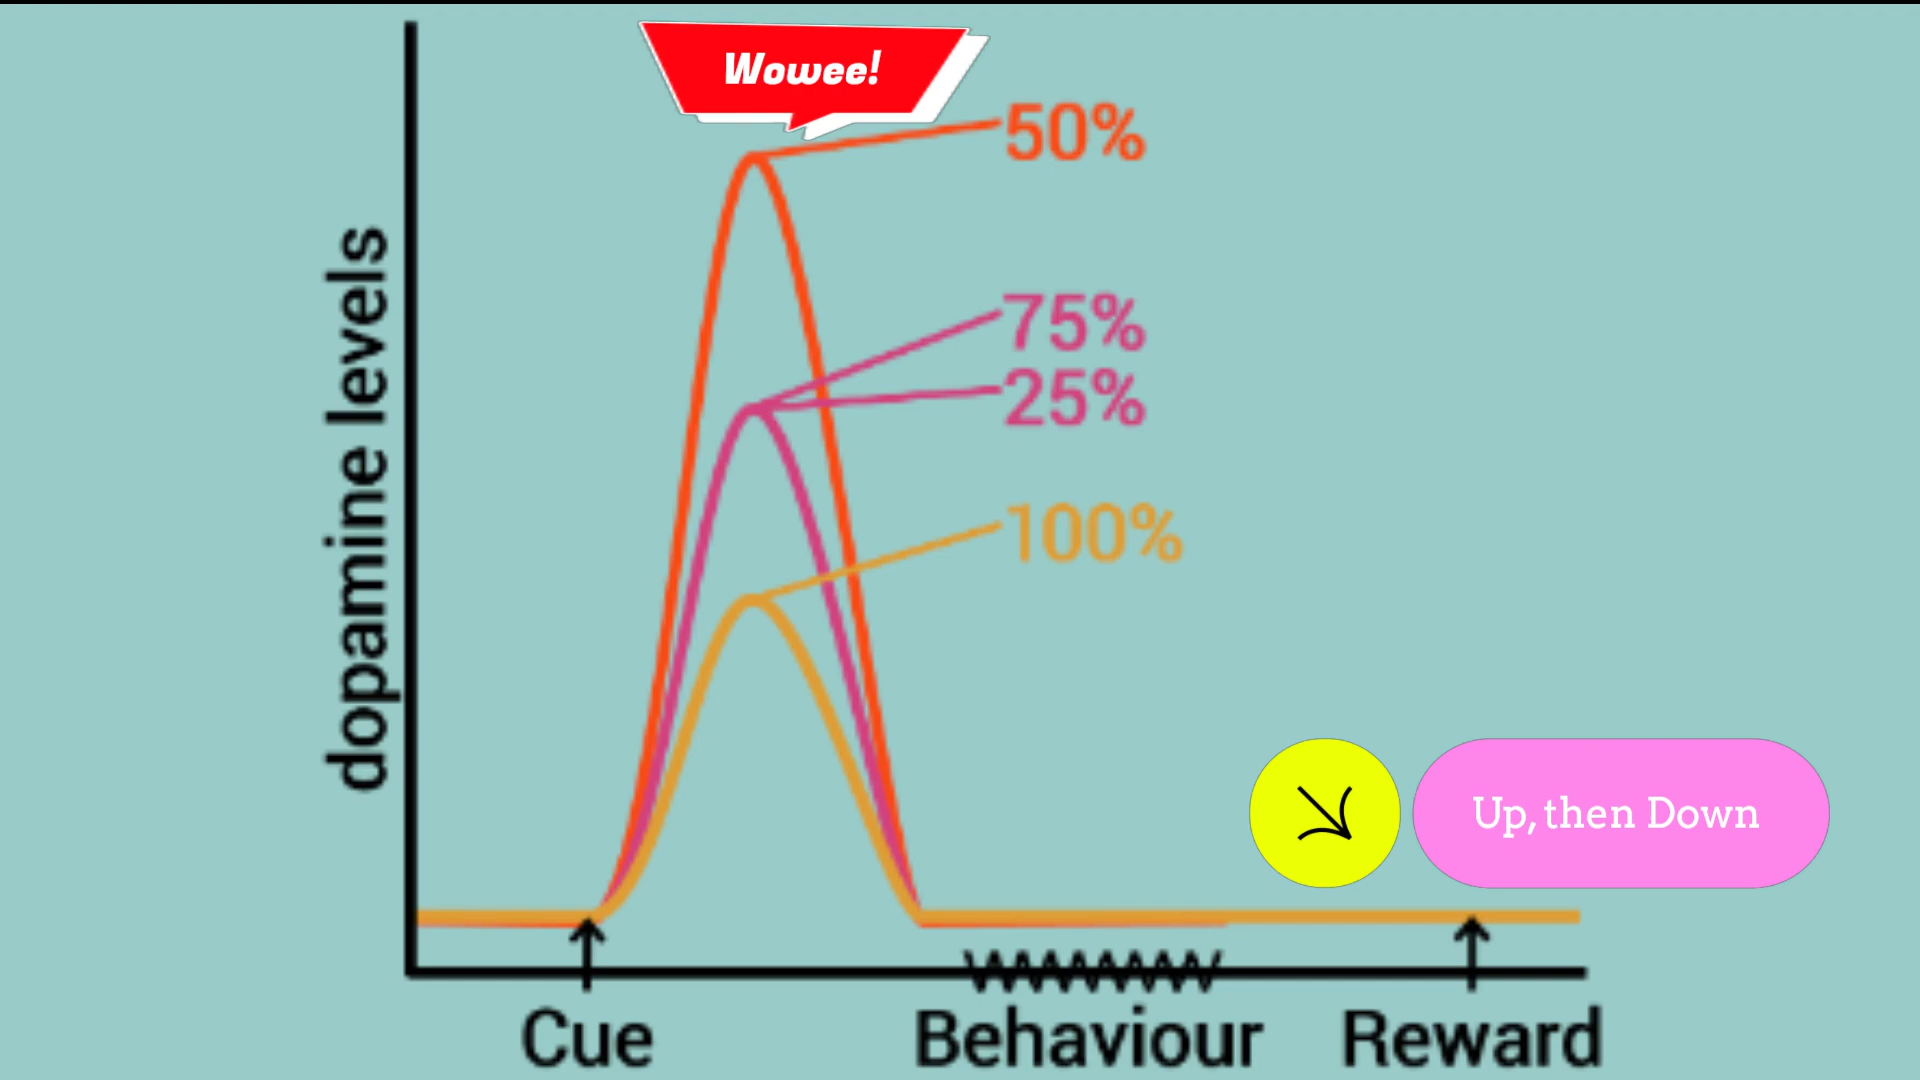 Wowee!
50%
75%
25%
100%
dopamine levels
Up, then Down
Cue
Behaviour
Reward